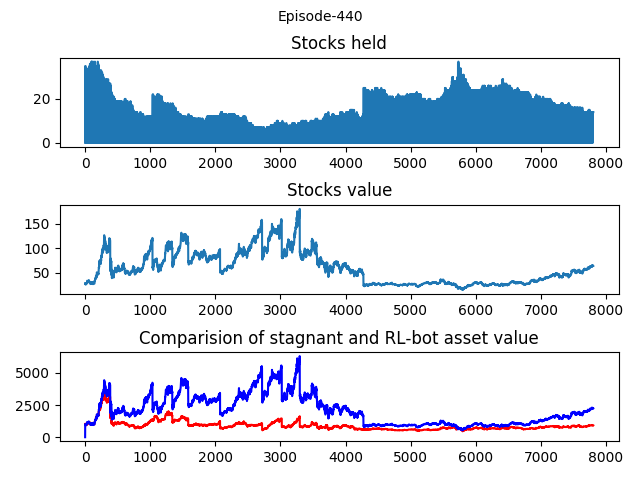 Episode-440
Stocks held
20
0
0 1000 2000 3000 4000 5000 6000 7000 8000
Stocks value
150
100
50
0 1000 2000 3000 4000 5000 6000 7000 8000
Comparision of stagnant and RL-bot asset value
5000
2500
0
0 1000 2000 3000 4000 5000 6000 7000 8000